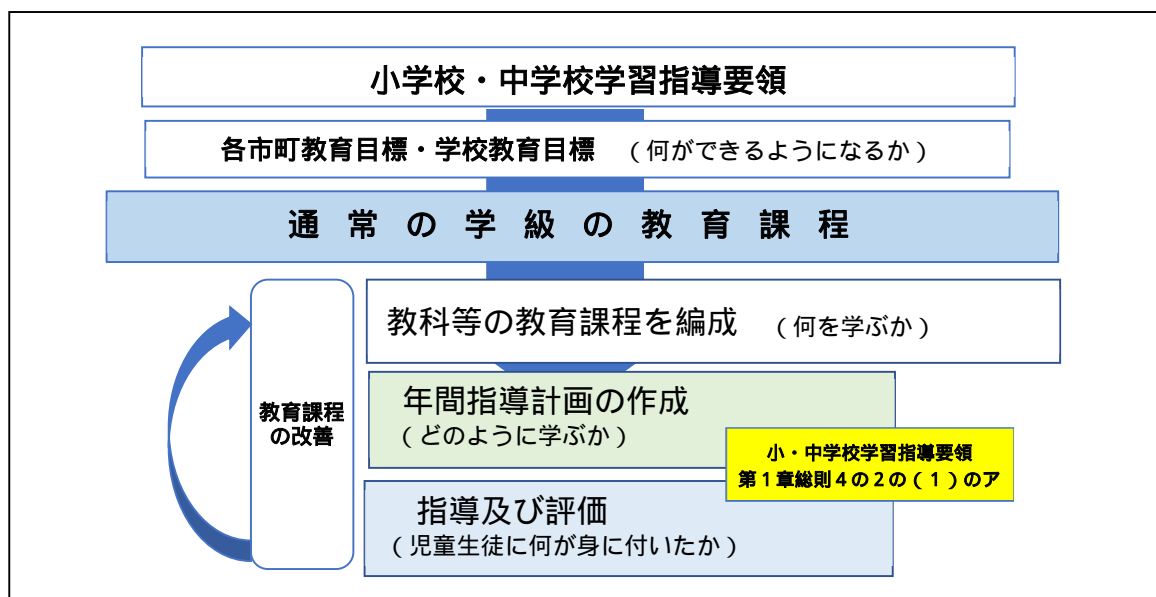 小学校・中学校学習指導要領
各市町教育目標・学校教育目標 （何ができるようになるか）
通常の学級の教育課程
教科等の教育課程を編成 （何を学ぶか）
年間指導計画の作成
（どのように学ぶか）
教育課程
の改善
小・中学校学習指導要領
第１章総則４の２の（１）のア
指導及び評価
（児童生徒に何が身に付いたか）